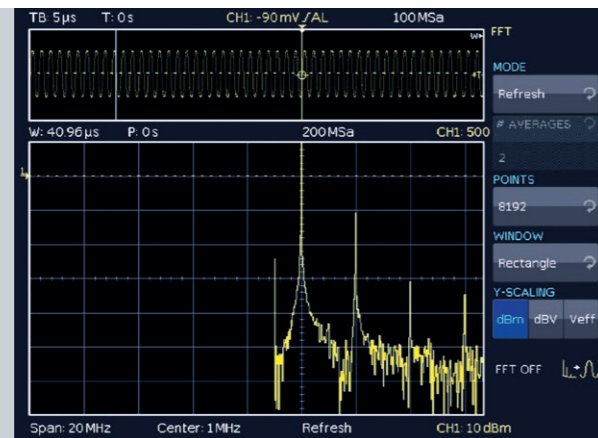 TB: 5µs T: 0s CH1: -90mV / AL 100MSa
FFT
MODE
Refresh
# AVERAGES
2
W: 40.96µs P: 0s 200MSa CH1: 500
POINTS
8192
WINDOW
Rectangle
Y-SCALING
dBm dBV Veff
FFT OFF
Span: 20MHz Center: 1MHz Refresh CH1: 10dBm